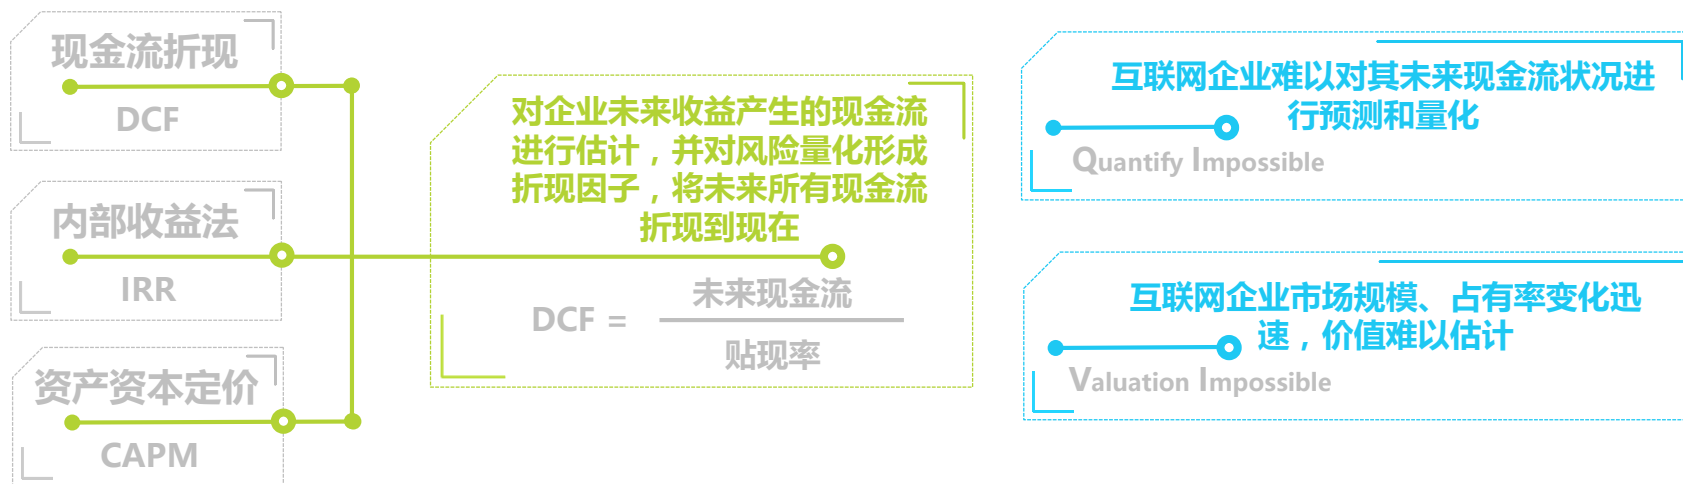 现金流折现
DCF
内部收益法
IRR
资产资本定价
CAPM
对企业未来收益产生的现金流
进行估计，并对风险量化形成
折现因子，将未来所有现金流
折现到现在
DCF =
未来现金流
贴现率
互联网企业难以对其未来现金流状况进
行预测和量化
Quantify Impossible
互联网企业市场规模、占有率变化迅
速，价值难以估计
Valuation Impossible